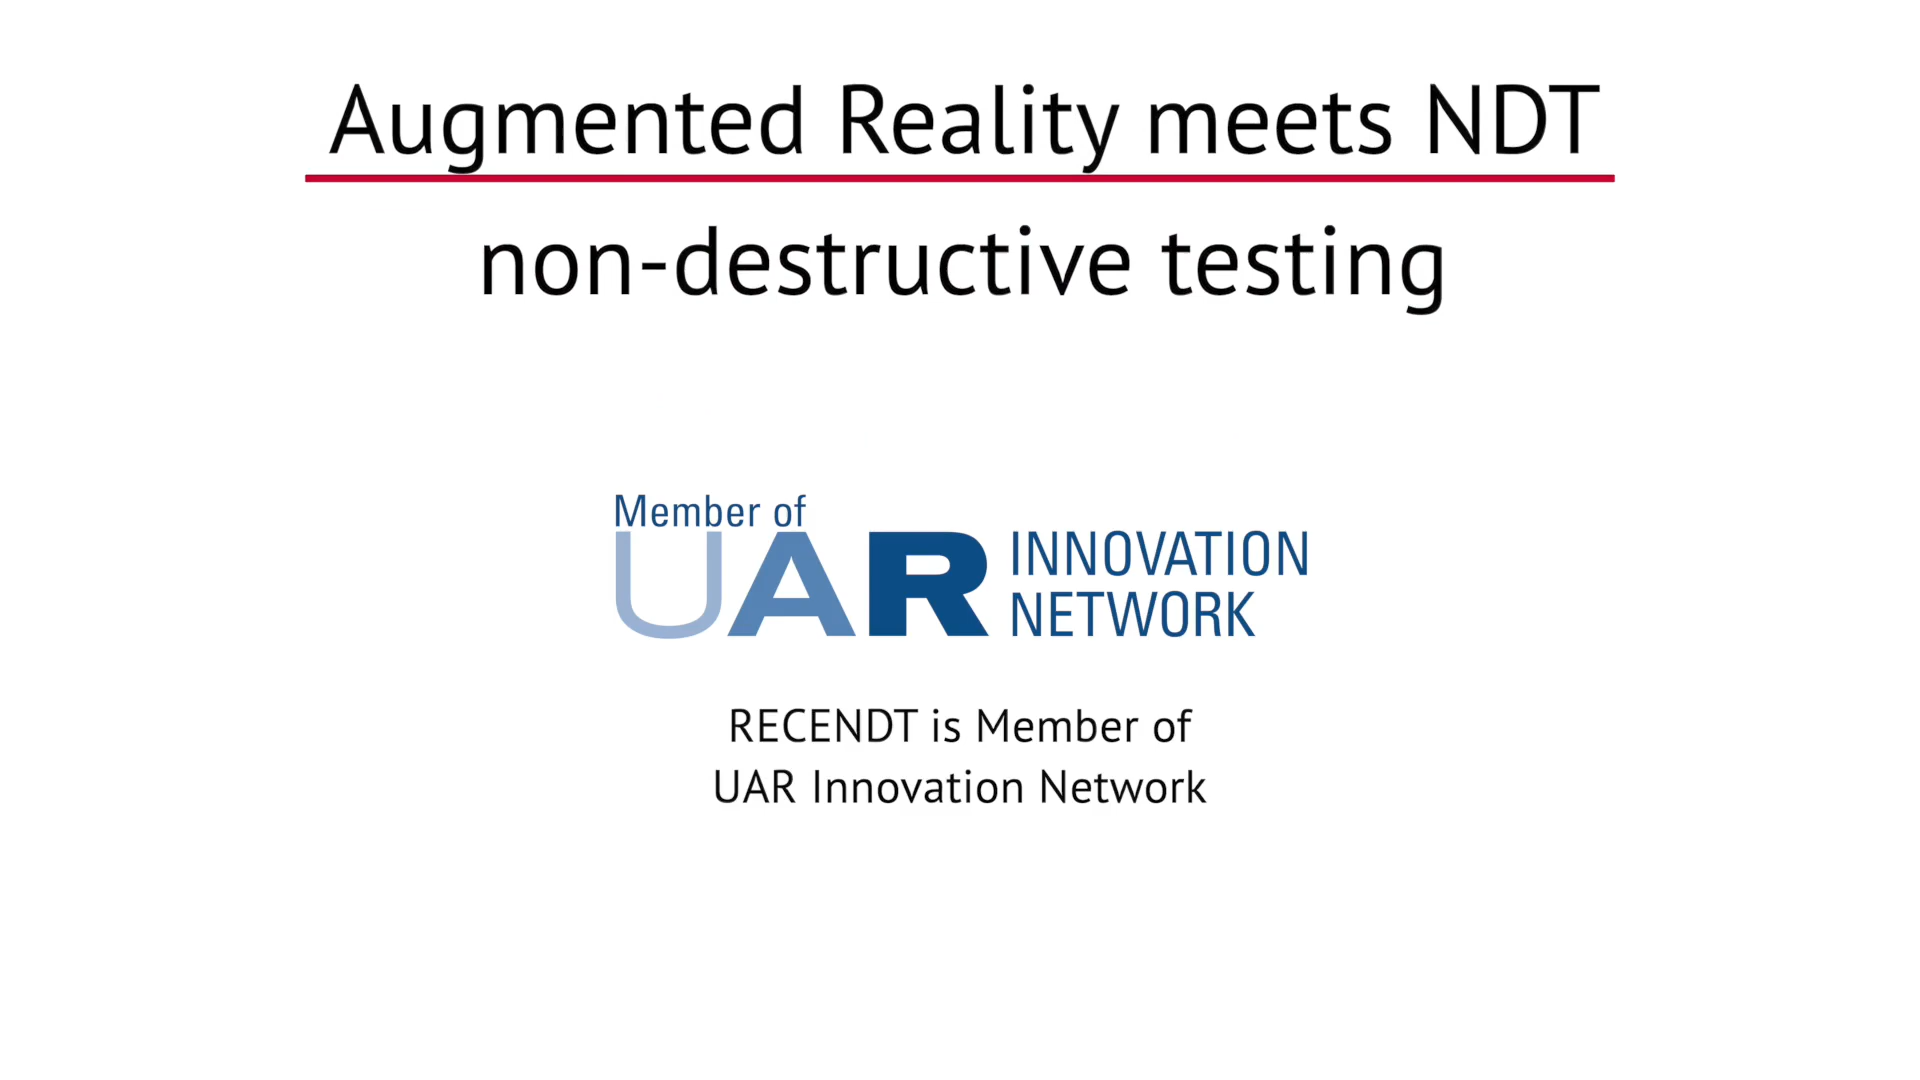 Augmented Reality meets NDT
non-destructive testing
Member of
UAR INNOVATION
NETWORK
RECENDT is Member of
UAR Innovation Network